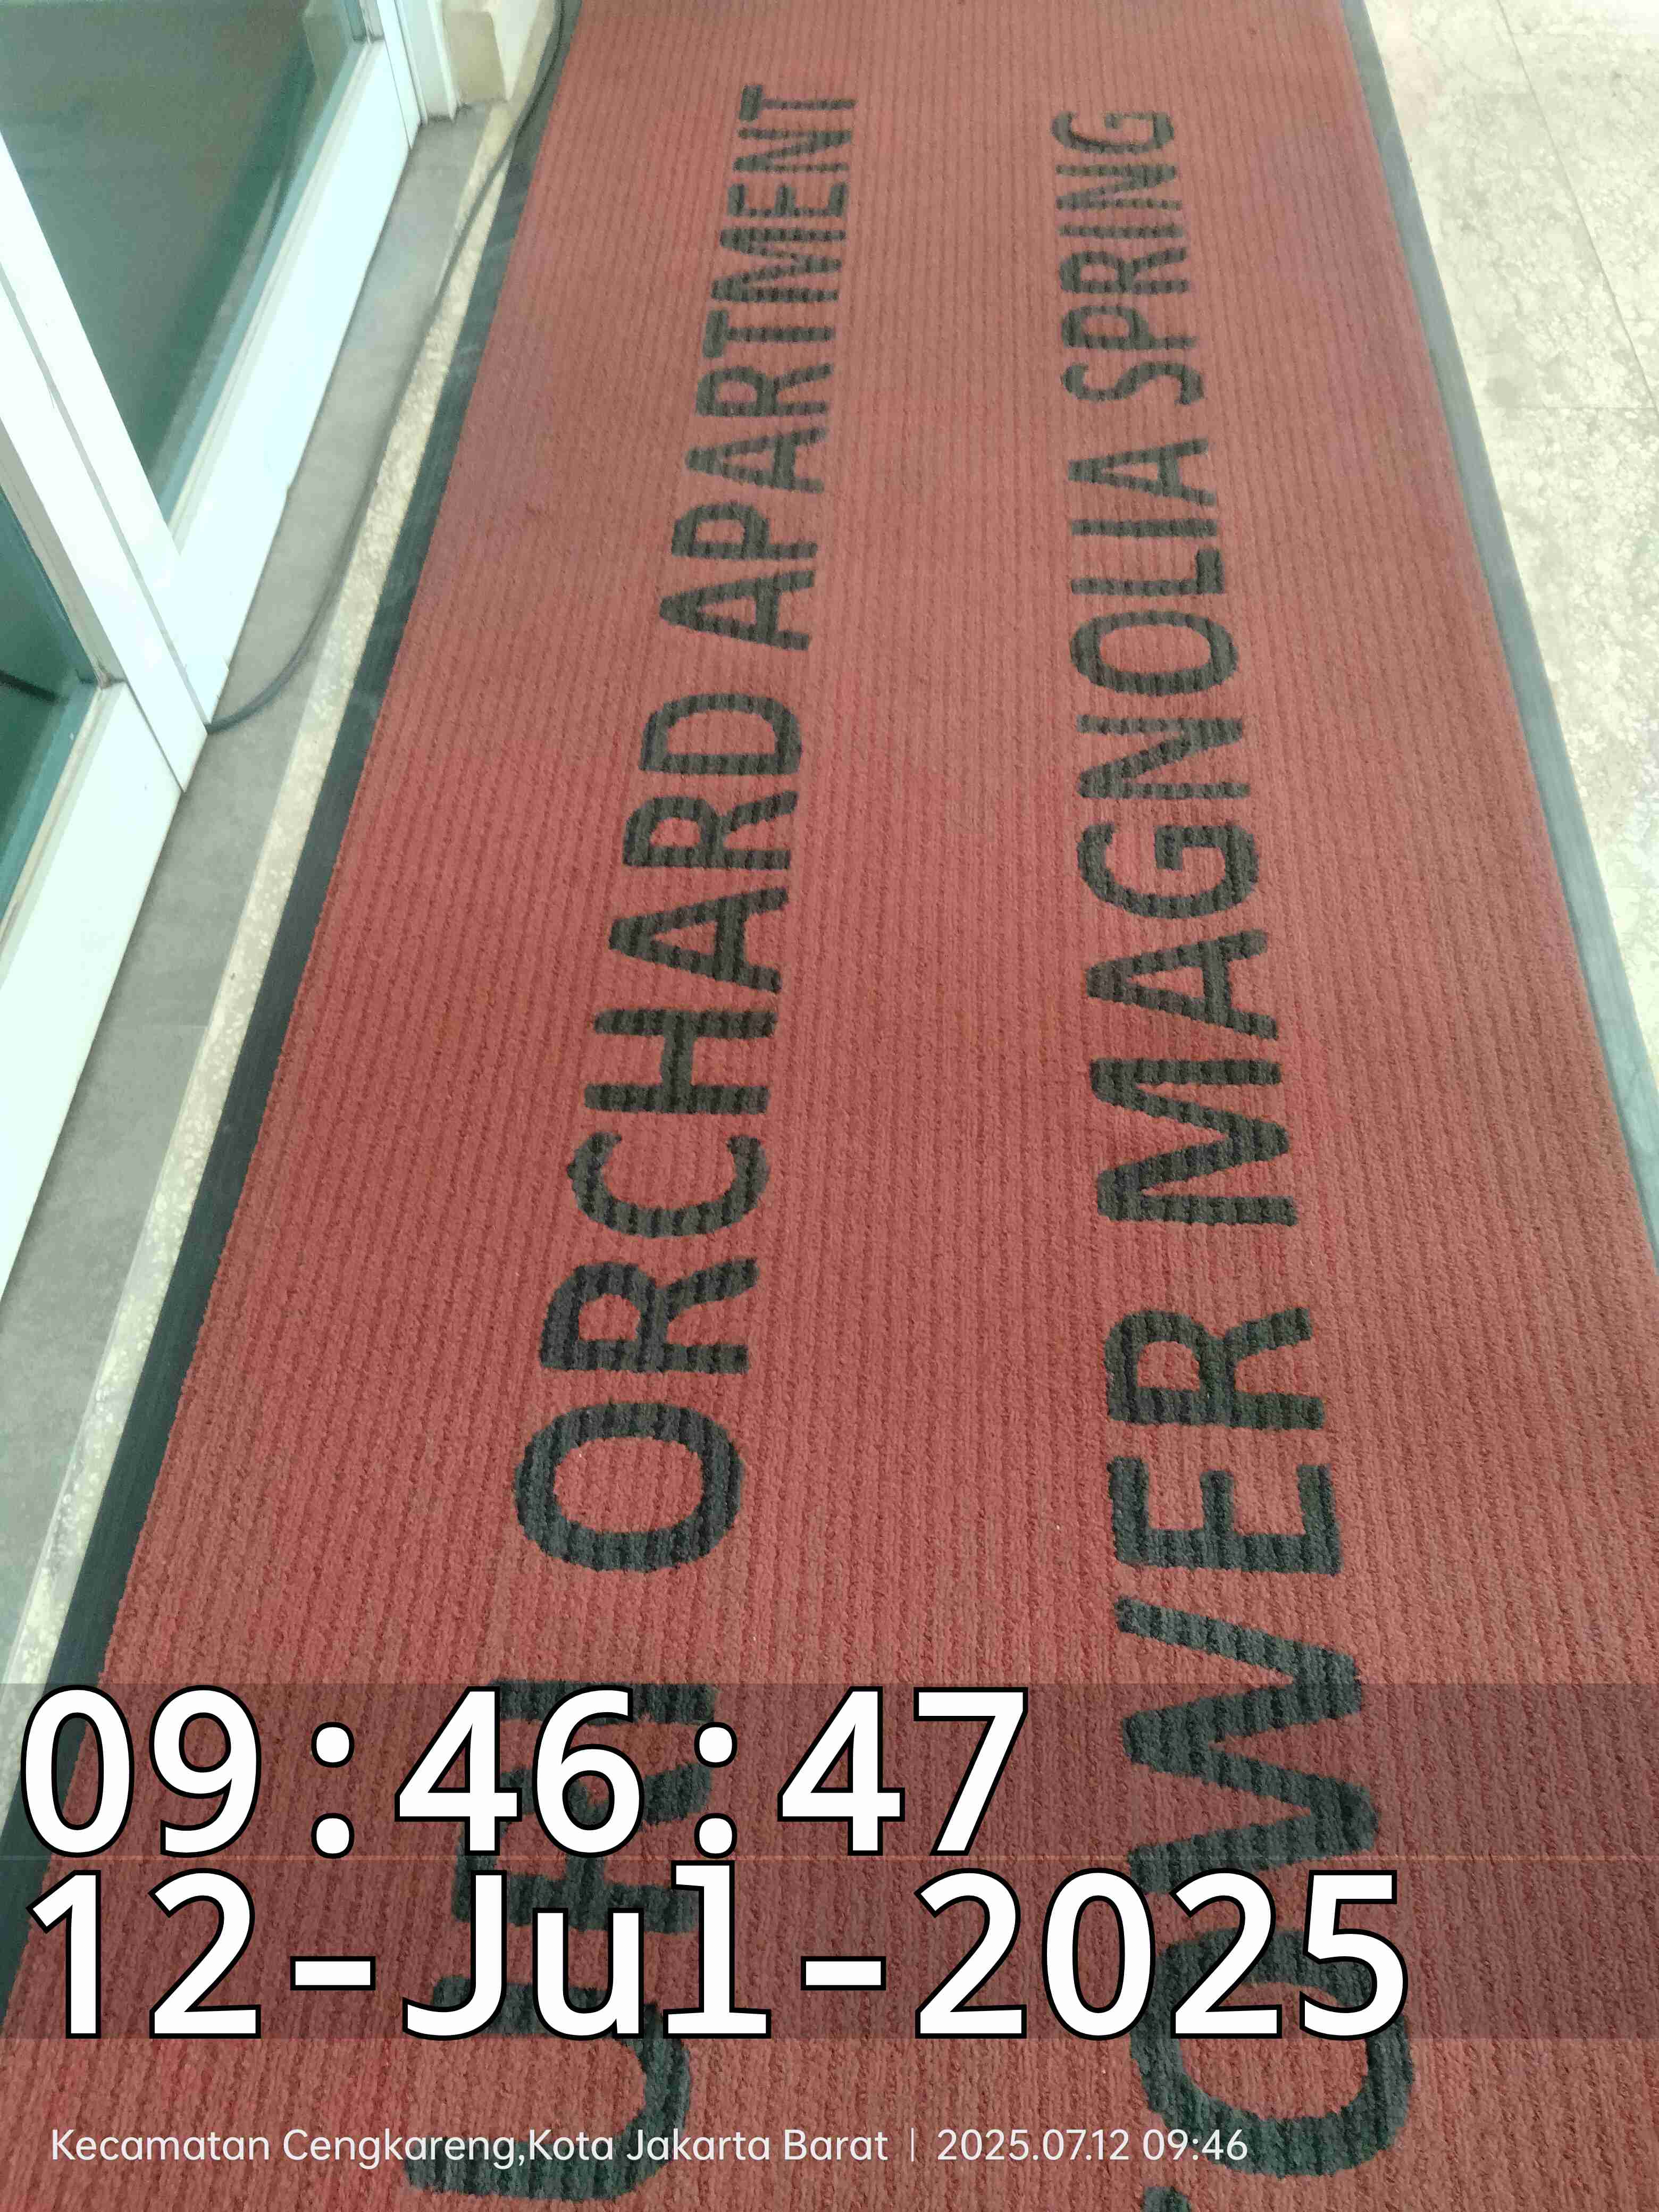 ORCHARD APARTMENT
OWER MAGNOLIA SPRING
09:46:47
12-Jul-2025
Kecamatan Cengkareng,Kota Jakarta Barat | 2025.07.12 09:46